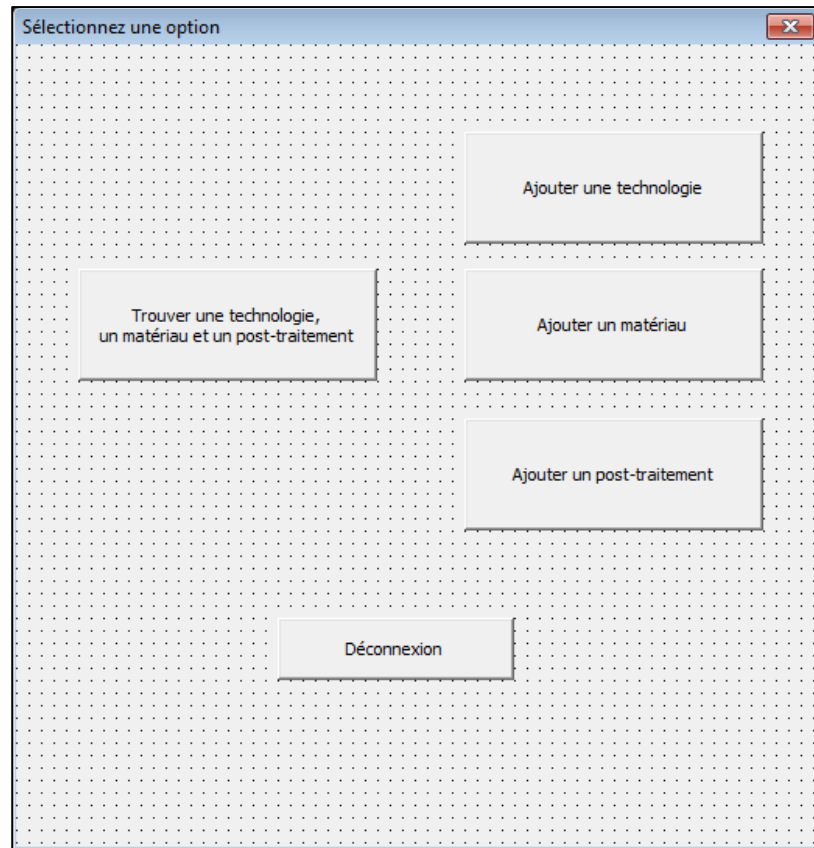 Sélectionnez une option
Ajouter une technologie
Trouver une technologie,
un matériau et un post-traitement
Ajouter un matériau
Ajouter un post-traitement
Déconnexion